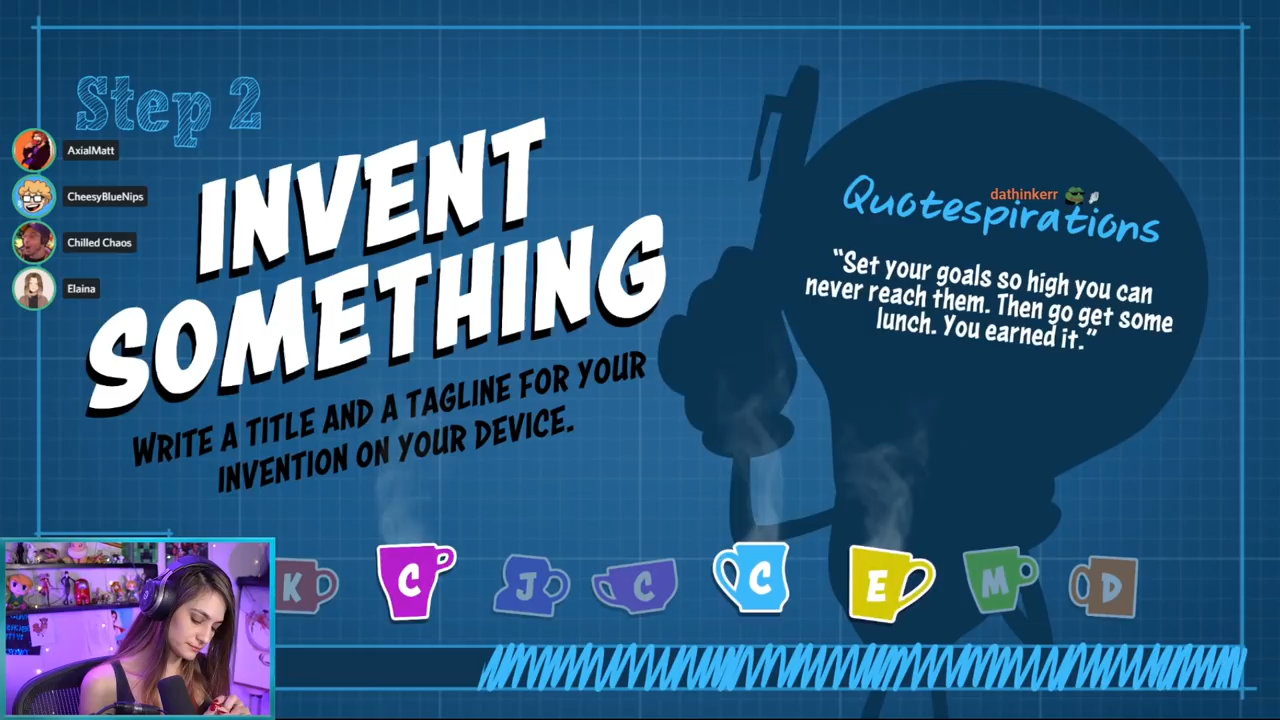 Step 2
AxialMatt
CheesyBlueNips
Chilled Chaos
Elaina
INVENT
SOMETHING
WRITE A TITLE AND A TAGLINE FOR YOUR
INVENTION ON YOUR DEVICE.
dathinkerr
Quotespirations
“Set your goals so high you can
never reach them. Then go get some
lunch. You earned it.”
K C J C C E M D